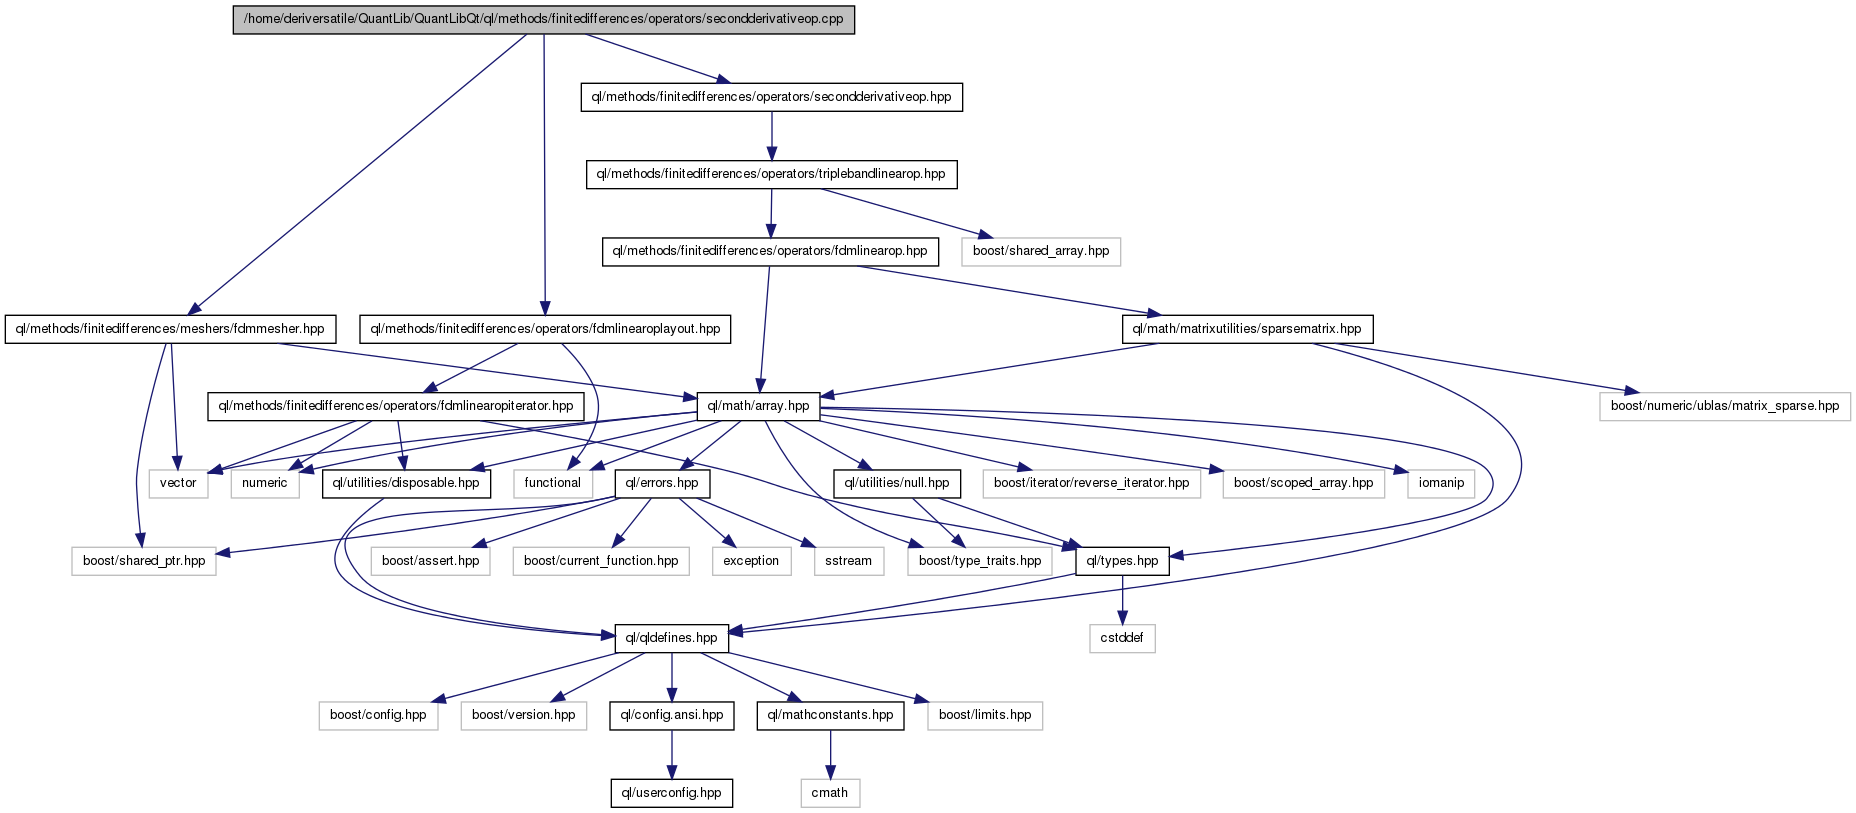 /home/deriversatile/QuantLib/QuantLibQt/ql/methods/finitedifferences/operators/secondderivativeop.cpp
ql/methods/finitedifferences/operators/secondderivativeop.hpp
ql/methods/finitedifferences/operators/triplebandlinearop.hpp
ql/methods/finitedifferences/operators/fdmlinearop.hpp
boost/shared_array.hpp
ql/methods/finitedifferences/meshers/fdmmesher.hpp
ql/methods/finitedifferences/operators/fdmlinearoplayout.hpp
ql/math/matrixutilities/sparsematrix.hpp
ql/methods/finitedifferences/operators/fdmlinearopiterator.hpp
ql/math/array.hpp
boost/numeric/ublas/matrix_sparse.hpp
vector
numeric
ql/utilities/disposable.hpp
functional
ql/errors.hpp
ql/utilities/null.hpp
boost/iterator/reverse_iterator.hpp
boost/scoped_array.hpp
iomanip
boost/shared_ptr.hpp
boost/assert.hpp
boost/current_function.hpp
exception
sstream
boost/type_traits.hpp
ql/types.hpp
ql/qldefines.hpp
cstddef
boost/config.hpp
boost/version.hpp
ql/config.ansi.hpp
ql/mathconstants.hpp
boost/limits.hpp
ql/userconfig.hpp
cmath